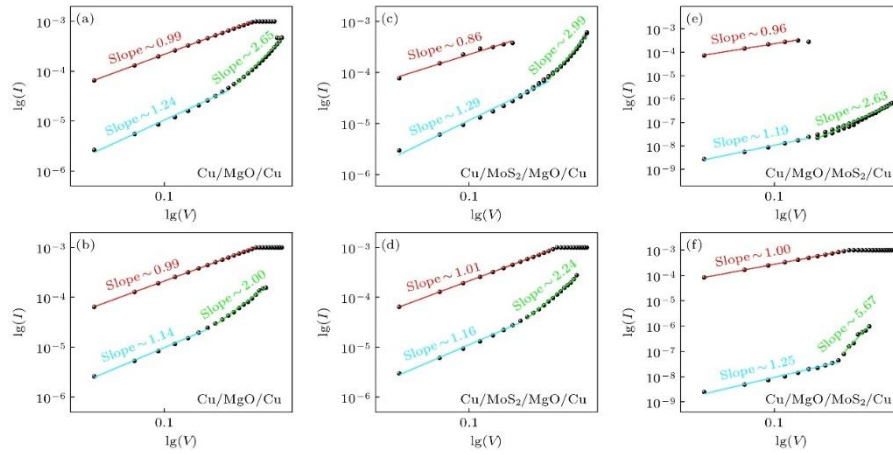 (a)
10⁻³
10⁻⁴
10⁻⁵
10⁻⁶
lg(I)
Slope~0.99
Slope~2.65
Slope~1.24
Cu/MgO/Cu
0.1
lg(V)
(c)
10⁻³
10⁻⁴
10⁻⁵
10⁻⁶
lg(I)
Slope~0.86
Slope~2.99
Slope~1.29
Cu/MoS₂/MgO/Cu
0.1
lg(V)
(e)
10⁻³
10⁻⁴
10⁻⁵
10⁻⁶
10⁻⁷
10⁻⁸
10⁻⁹
lg(I)
Slope~0.96
Slope~2.63
Slope~1.19
Cu/MgO/MoS₂/Cu
0.1
lg(V)
(b)
10⁻³
10⁻⁴
10⁻⁵
10⁻⁶
lg(I)
Slope~0.99
Slope~2.00
Slope~1.14
Cu/MgO/Cu
0.1
lg(V)
(d)
10⁻³
10⁻⁴
10⁻⁵
10⁻⁶
lg(I)
Slope~1.01
Slope~2.24
Slope~1.16
Cu/MoS₂/MgO/Cu
0.1
lg(V)
(f)
10⁻³
10⁻⁴
10⁻⁵
10⁻⁶
10⁻⁷
10⁻⁸
10⁻⁹
lg(I)
Slope~1.00
Slope~5.67
Slope~1.25
Cu/MgO/MoS₂/Cu
0.1
lg(V)